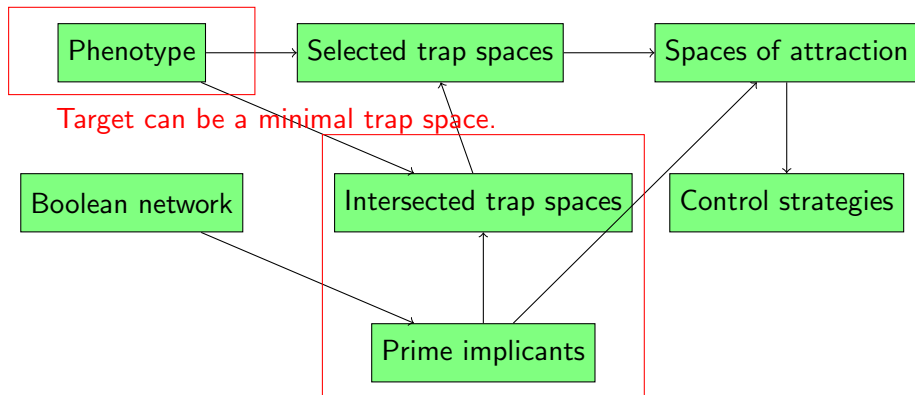 Phenotype
Selected trap spaces
Spaces of attraction
Target can be a minimal trap space.
Boolean network
Intersected trap spaces
Control strategies
Prime implicants